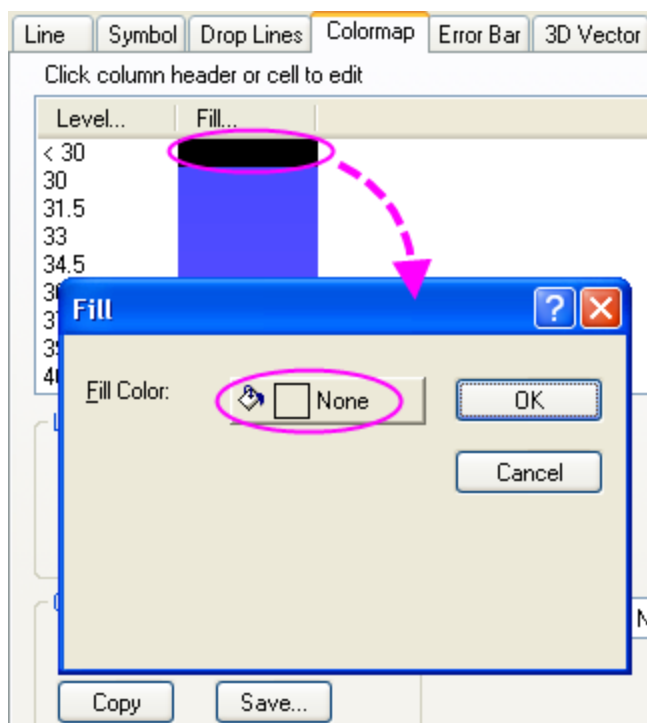 Line Symbol Drop Lines Colormap Error Bar 3D Vector
Click column header or cell to edit
Level... Fill...
< 30
30
31.5
33
34.5
Fill
Fill Color: None OK
Cancel
Copy Save...